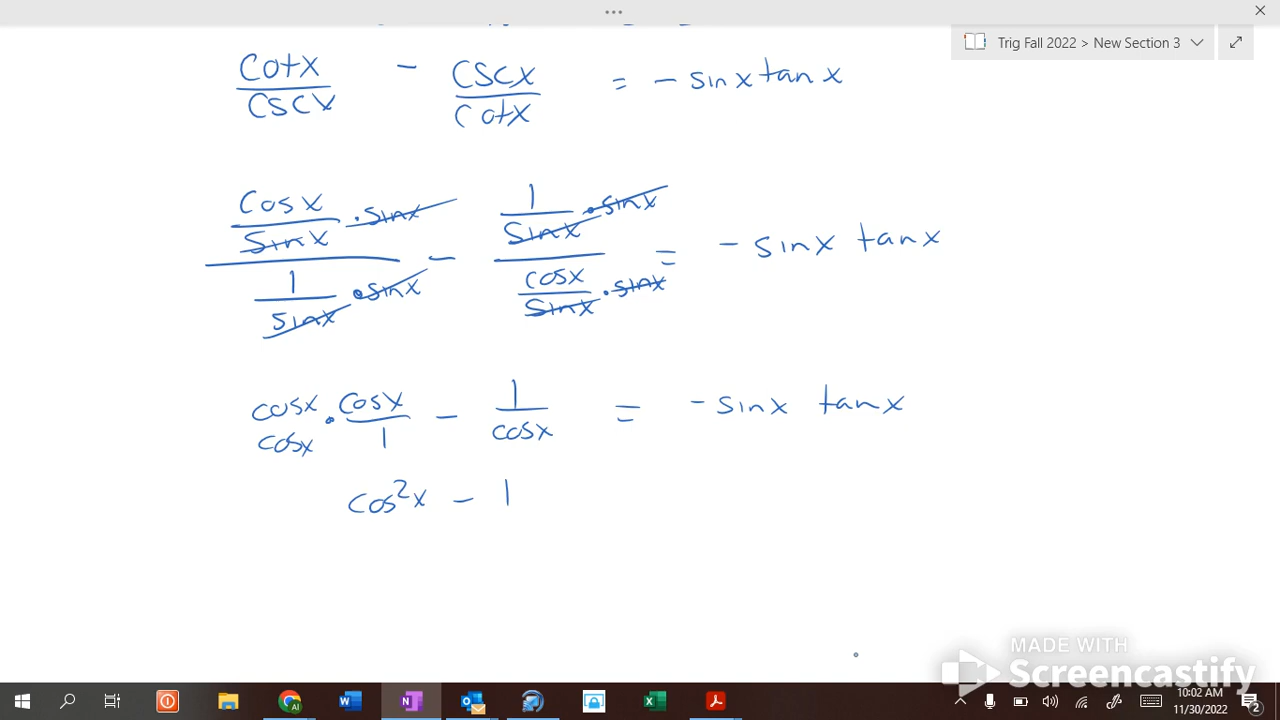 Trig Fall 2022 > New Section 3
cotx/cscx - cscx/cotx = - sinx tanx
cosx/sinx · sinx / 1/sinx · sinx - 1/sinx · sinx / cosx/sinx · sinx = - sinx tanx
cosx/cosx · cosx/1 - 1/cosx = - sinx tanx
cos²x - 1
MADE WITH
Screencastify
10:02 AM
11/30/2022
2